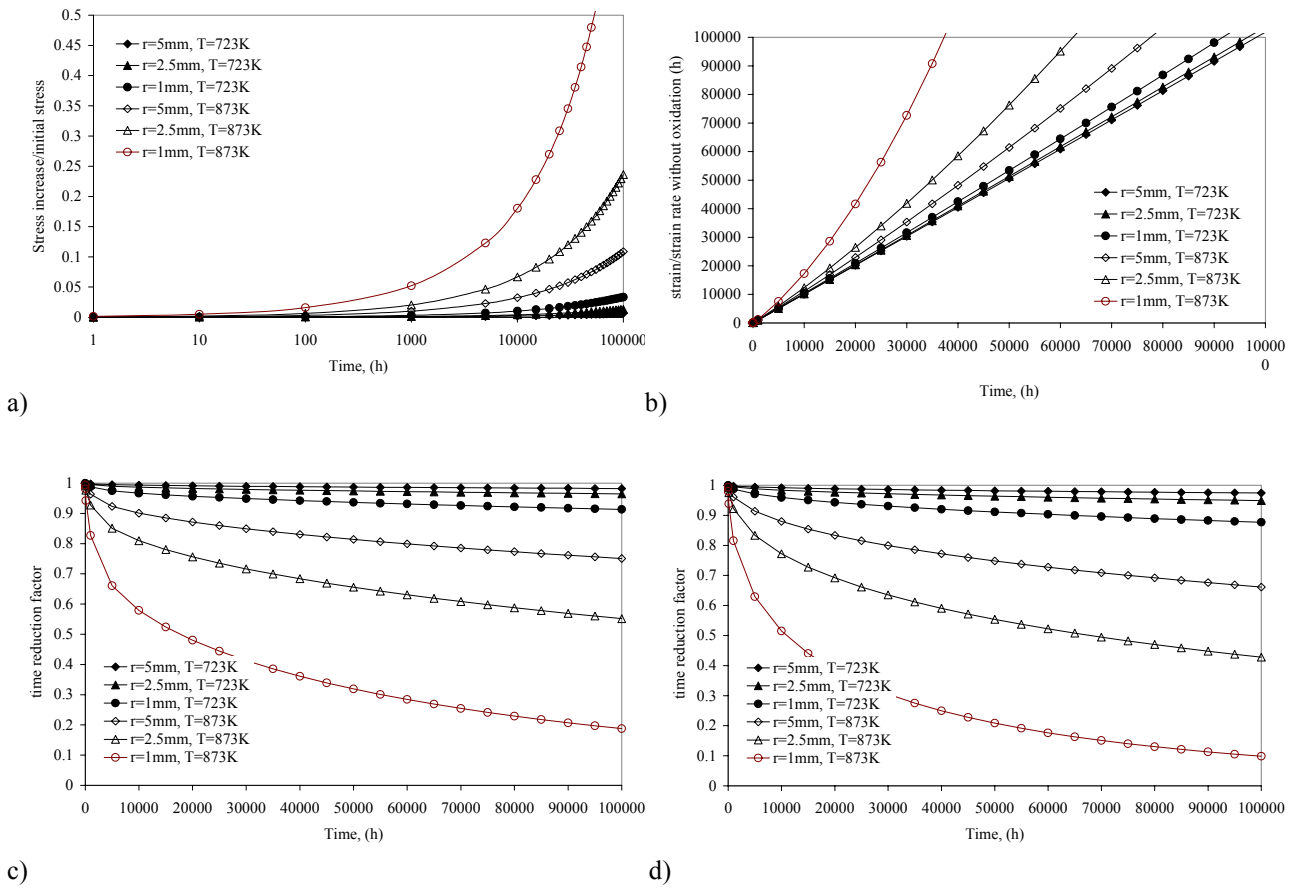 0.5
0.45
0.4
0.35
0.3
0.25
0.2
0.15
0.1
0.05
0
Stress increase/initial stress
r=5mm, T=723K
r=2.5mm, T=723K
r=1mm, T=723K
r=5mm, T=873K
r=2.5mm, T=873K
r=1mm, T=873K
1 10 100 1000 10000 100000
Time, (h)
a)
100000
90000
80000
70000
60000
50000
40000
30000
20000
10000
0
strain/strain rate without oxidation (h)
r=5mm, T=723K
r=2.5mm, T=723K
r=1mm, T=723K
r=5mm, T=873K
r=2.5mm, T=873K
r=1mm, T=873K
0 10000 20000 30000 40000 50000 60000 70000 80000 90000 10000
0
Time, (h)
b)
1
0.9
0.8
0.7
0.6
0.5
0.4
0.3
0.2
0.1
0
time reduction factor
r=5mm, T=723K
r=2.5mm, T=723K
r=1mm, T=723K
r=5mm, T=873K
r=2.5mm, T=873K
r=1mm, T=873K
0 10000 20000 30000 40000 50000 60000 70000 80000 90000 100000
Time, (h)
c)
1
0.9
0.8
0.7
0.6
0.5
0.4
0.3
0.2
0.1
0
time reduction factor
r=5mm, T=723K
r=2.5mm, T=723K
r=1mm, T=723K
r=5mm, T=873K
r=2.5mm, T=873K
r=1mm, T=873K
0 10000 20000 30000 40000 50000 60000 70000 80000 90000 100000
Time, (h)
d)